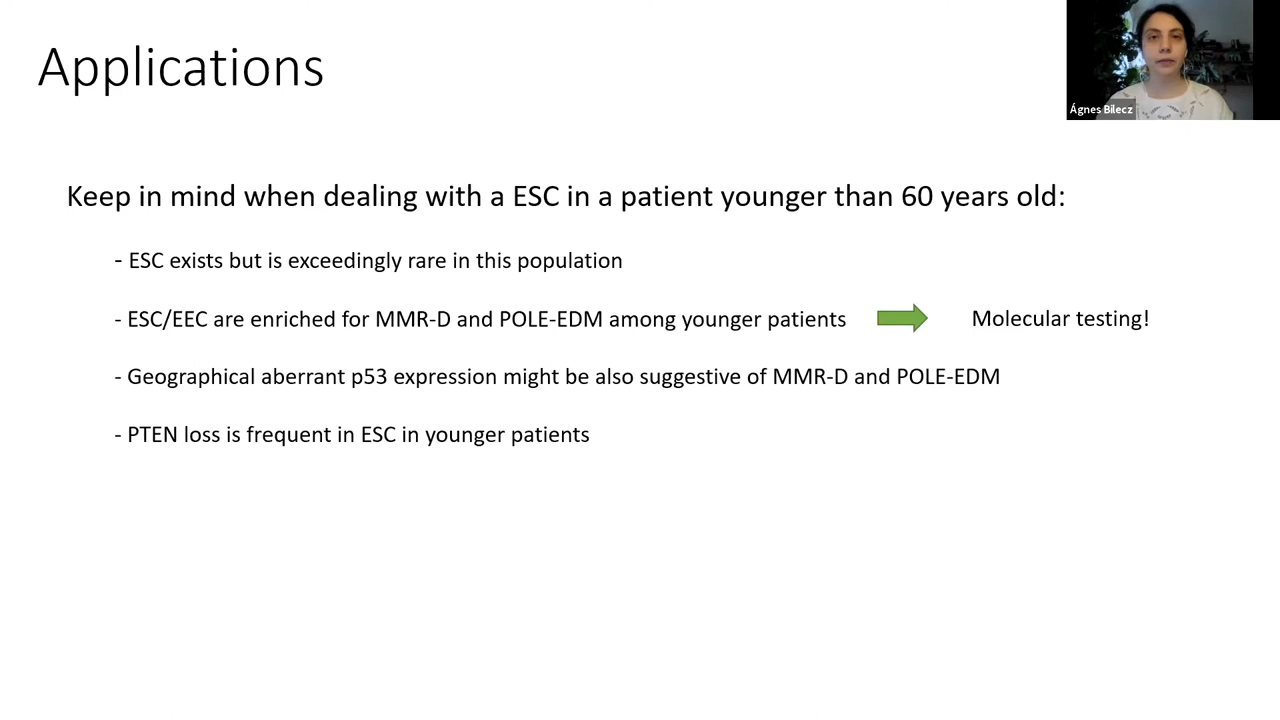 Applications
Ágnes Bilecz
Keep in mind when dealing with a ESC in a patient younger than 60 years old:
- ESC exists but is exceedingly rare in this population
- ESC/EEC are enriched for MMR-D and POLE-EDM among younger patients Molecular testing!
- Geographical aberrant p53 expression might be also suggestive of MMR-D and POLE-EDM
- PTEN loss is frequent in ESC in younger patients